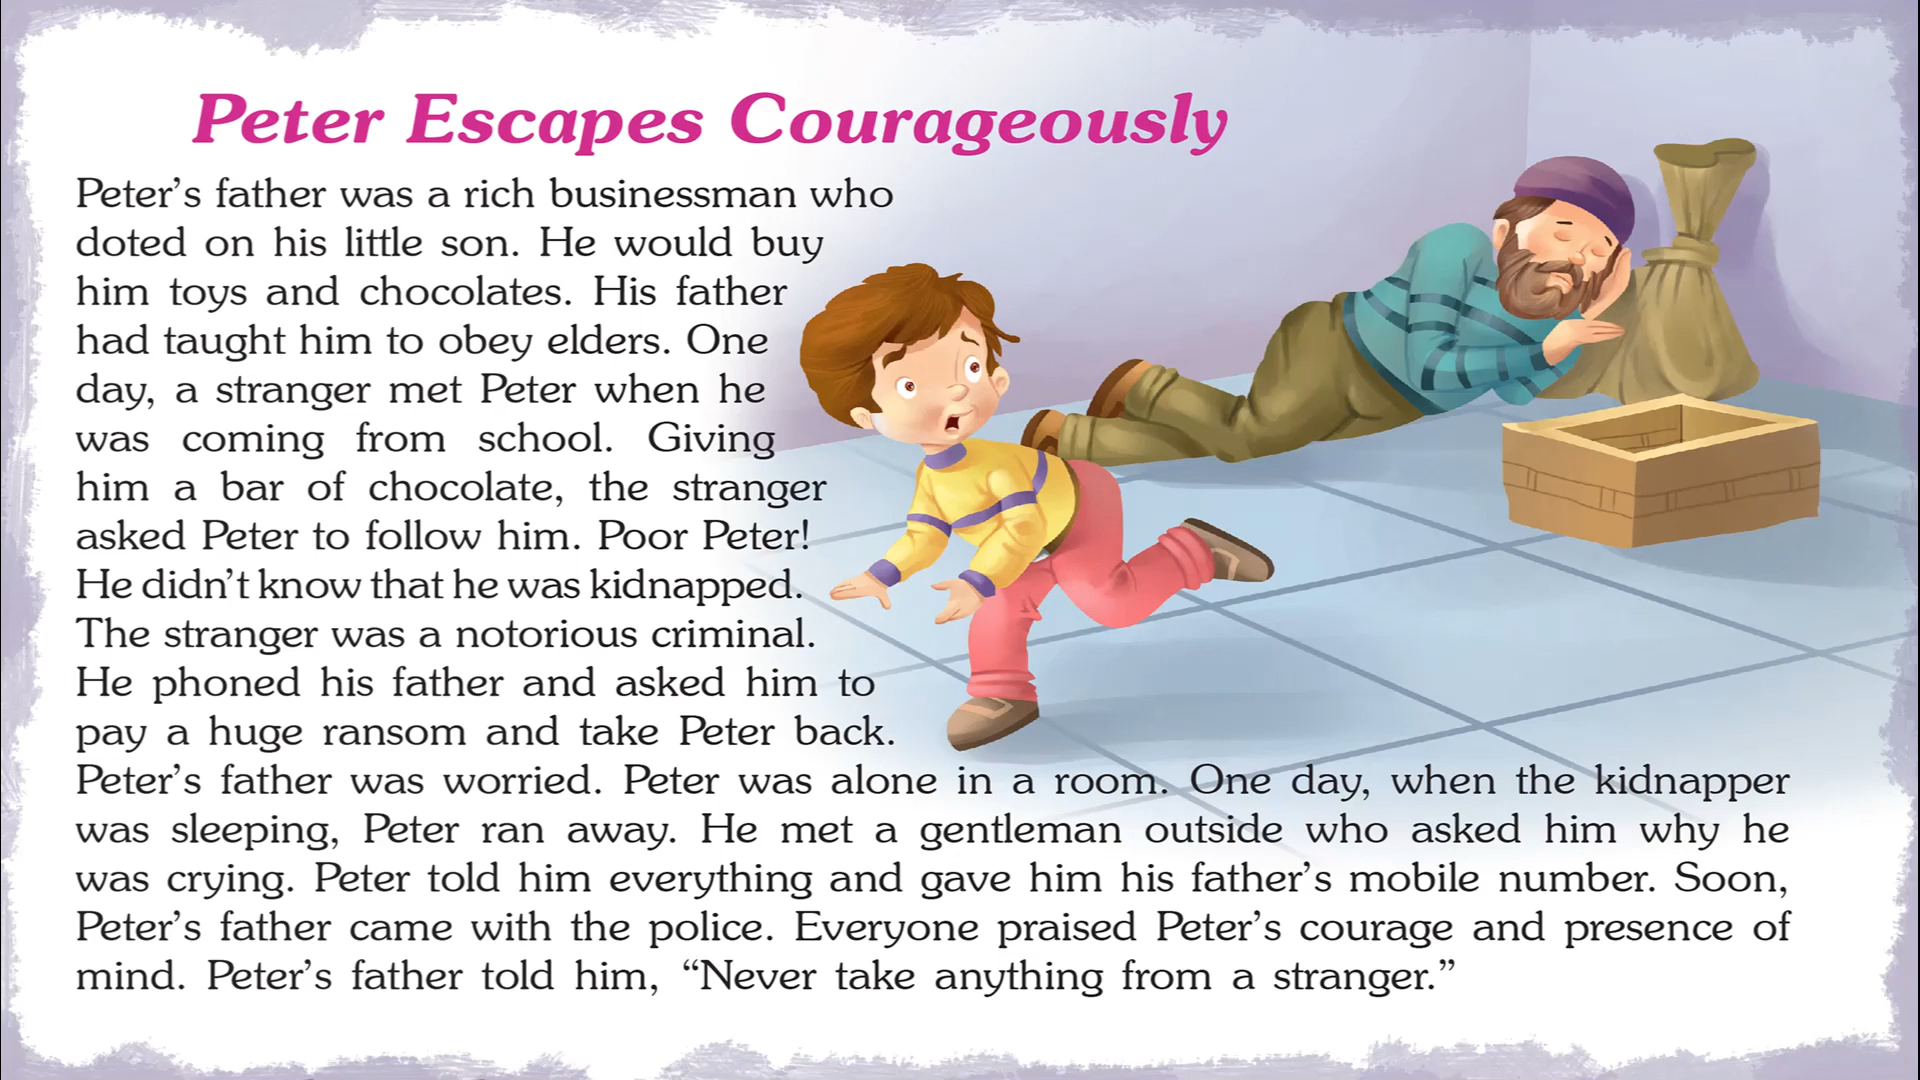 Peter Escapes Courageously
Peter’s father was a rich businessman who
doted on his little son. He would buy
him toys and chocolates. His father
had taught him to obey elders. One
day, a stranger met Peter when he
was coming from school. Giving
him a bar of chocolate, the stranger
asked Peter to follow him. Poor Peter!
He didn’t know that he was kidnapped.
The stranger was a notorious criminal.
He phoned his father and asked him to
pay a huge ransom and take Peter back.
Peter’s father was worried. Peter was alone in a room. One day, when the kidnapper
was sleeping, Peter ran away. He met a gentleman outside who asked him why he
was crying. Peter told him everything and gave him his father’s mobile number. Soon,
Peter’s father came with the police. Everyone praised Peter’s courage and presence of
mind. Peter’s father told him, “Never take anything from a stranger.”